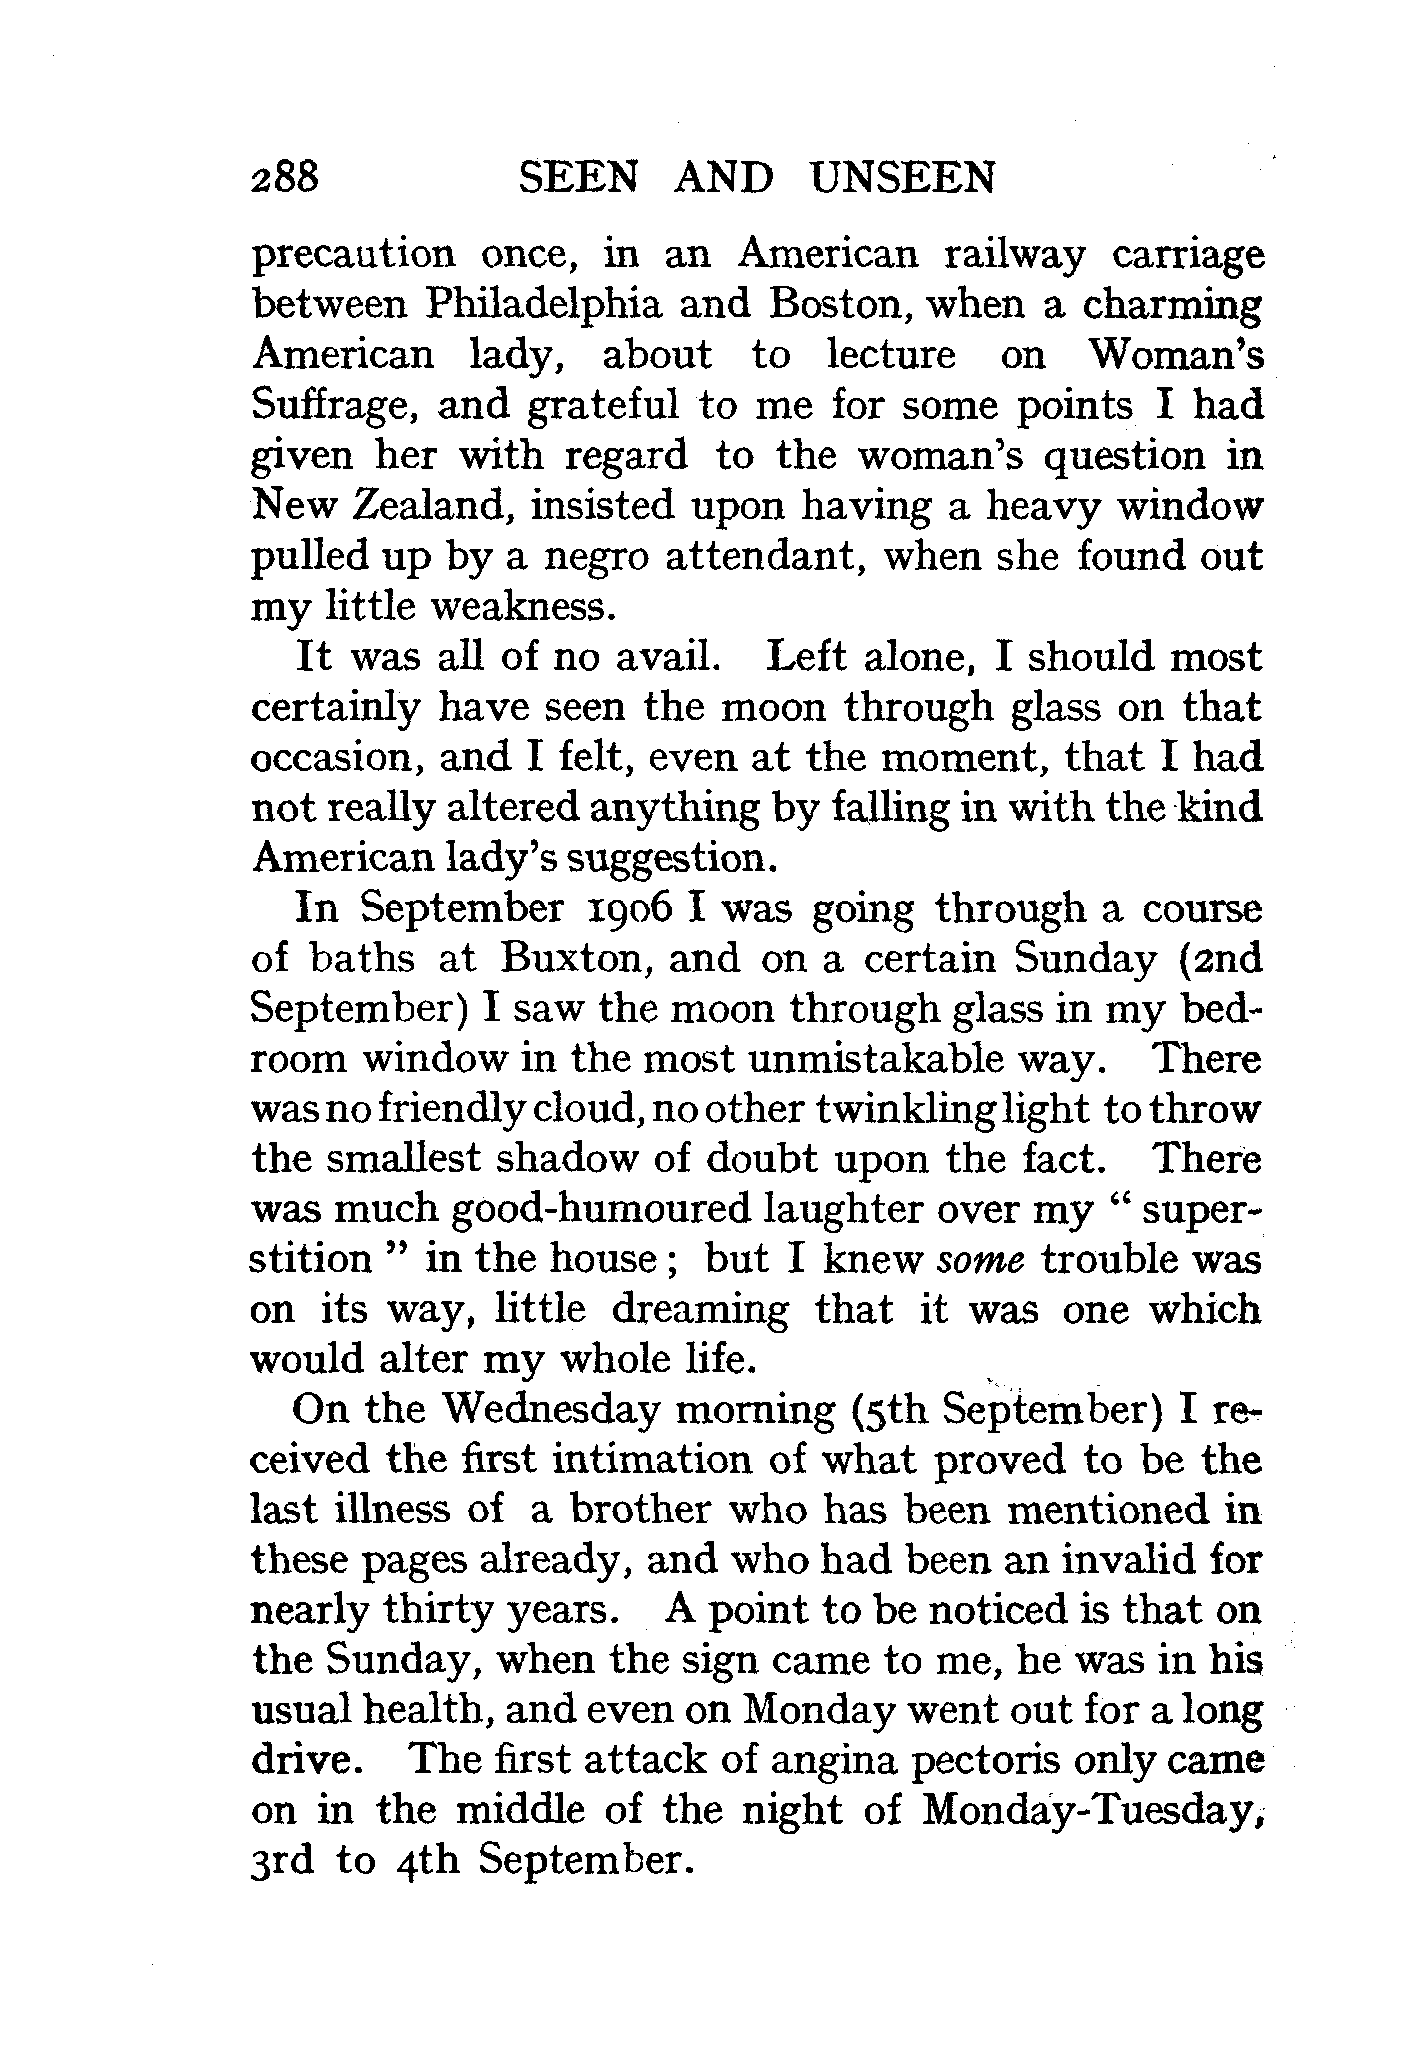 288 SEEN AND UNSEEN
precaution once, in an American railway carriage
between Philadelphia and Boston, when a charming
American lady, about to lecture on Woman's
Suffrage, and grateful to me for some points I had
given her with regard to the woman's question in
New Zealand, insisted upon having a heavy window
pulled up by a negro attendant, when she found out
my little weakness.
It was all of no avail. Left alone, I should most
certainly have seen the moon through glass on that
occasion, and I felt, even at the moment, that I had
not really altered anything by falling in with the kind
American lady's suggestion.
In September 1906 I was going through a course
of baths at Buxton, and on a certain Sunday (2nd
September) I saw the moon through glass in my bed-
room window in the most unmistakable way. There
was no friendly cloud, no other twinkling light to throw
the smallest shadow of doubt upon the fact. There
was much good-humoured laughter over my “ super-
stition ” in the house ; but I knew some trouble was
on its way, little dreaming that it was one which
would alter my whole life.
On the Wednesday morning (5th September) I re-
ceived the first intimation of what proved to be the
last illness of a brother who has been mentioned in
these pages already, and who had been an invalid for
nearly thirty years. A point to be noticed is that on
the Sunday, when the sign came to me, he was in his
usual health, and even on Monday went out for a long
drive. The first attack of angina pectoris only came
on in the middle of the night of Monday-Tuesday,
3rd to 4th September.